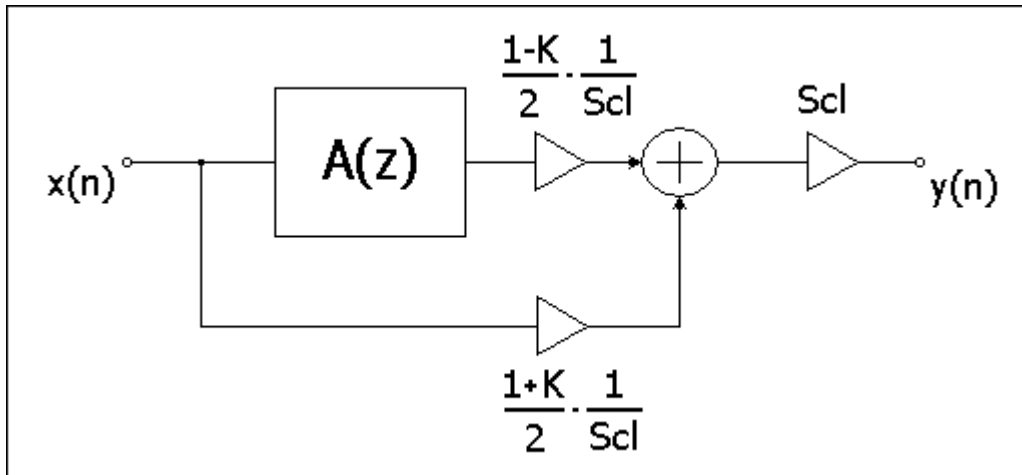 1-K/2 · 1/Scl
Scl
A(z)
x(n)
+
y(n)
1+K/2 · 1/Scl